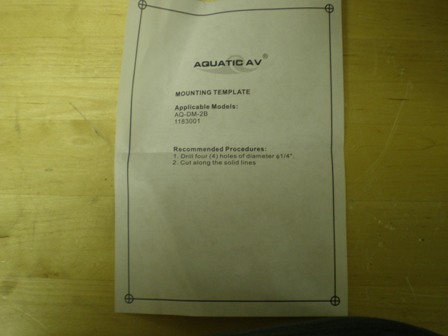 AQUATIC AV®
MOUNTING TEMPLATE
Applicable Models:
AQ-DM-2B
1183001
Recommended Procedures:
1. Drill four (4) holes of diameter φ1/4".
2. Cut along the solid lines